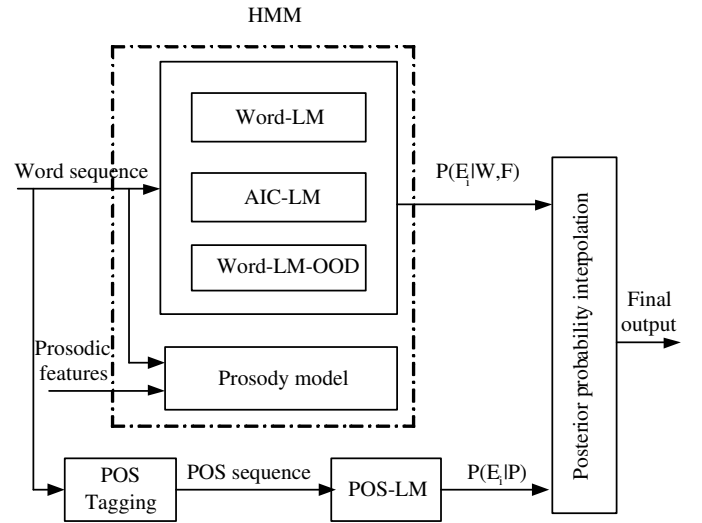 HMM
Word-LM
Word sequence
AIC-LM
P(E_i|W,F)
Word-LM-OOD
Posterior probability interpolation
Final
output
Prosodic
features
Prosody model
POS
Tagging
POS sequence
POS-LM
P(E_i|P)